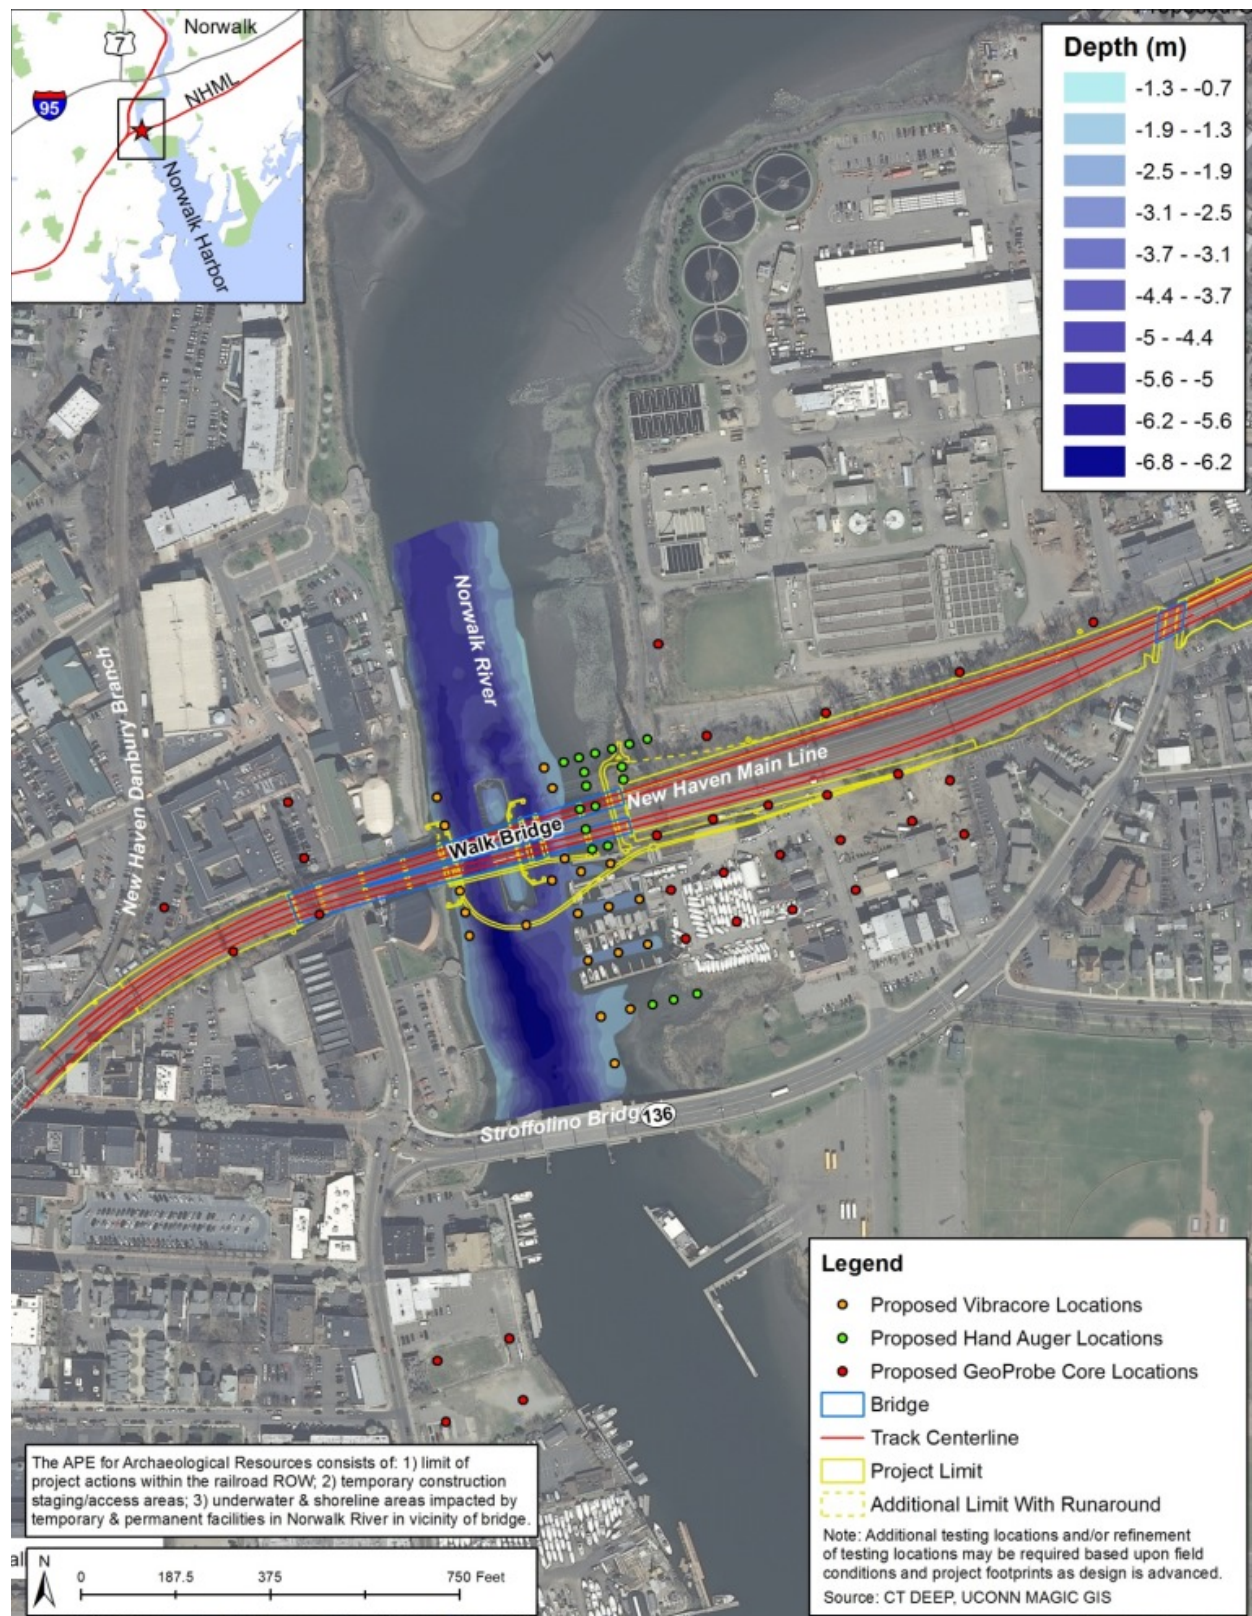 Norwalk
7
NHML
95
Norwalk Harbor
Depth (m)
-1.3 - -0.7
-1.9 - -1.3
-2.5 - -1.9
-3.1 - -2.5
-3.7 - -3.1
-4.4 - -3.7
-5 - -4.4
-5.6 - -5
-6.2 - -5.6
-6.8 - -6.2
Norwalk River
New Haven Danbury Branch
New Haven Main Line
Walk Bridge
Stroffolino Bridg
136
Legend
Proposed Vibracore Locations
Proposed Hand Auger Locations
Proposed GeoProbe Core Locations
Bridge
Track Centerline
Project Limit
Additional Limit With Runaround
Note: Additional testing locations and/or refinement
of testing locations may be required based upon field
conditions and project footprints as design is advanced.
Source: CT DEEP, UCONN MAGIC GIS
The APE for Archaeological Resources consists of: 1) limit of
project actions within the railroad ROW; 2) temporary construction
staging/access areas; 3) underwater & shoreline areas impacted by
temporary & permanent facilities in Norwalk River in vicinity of bridge.
N
0 187.5 375 750 Feet